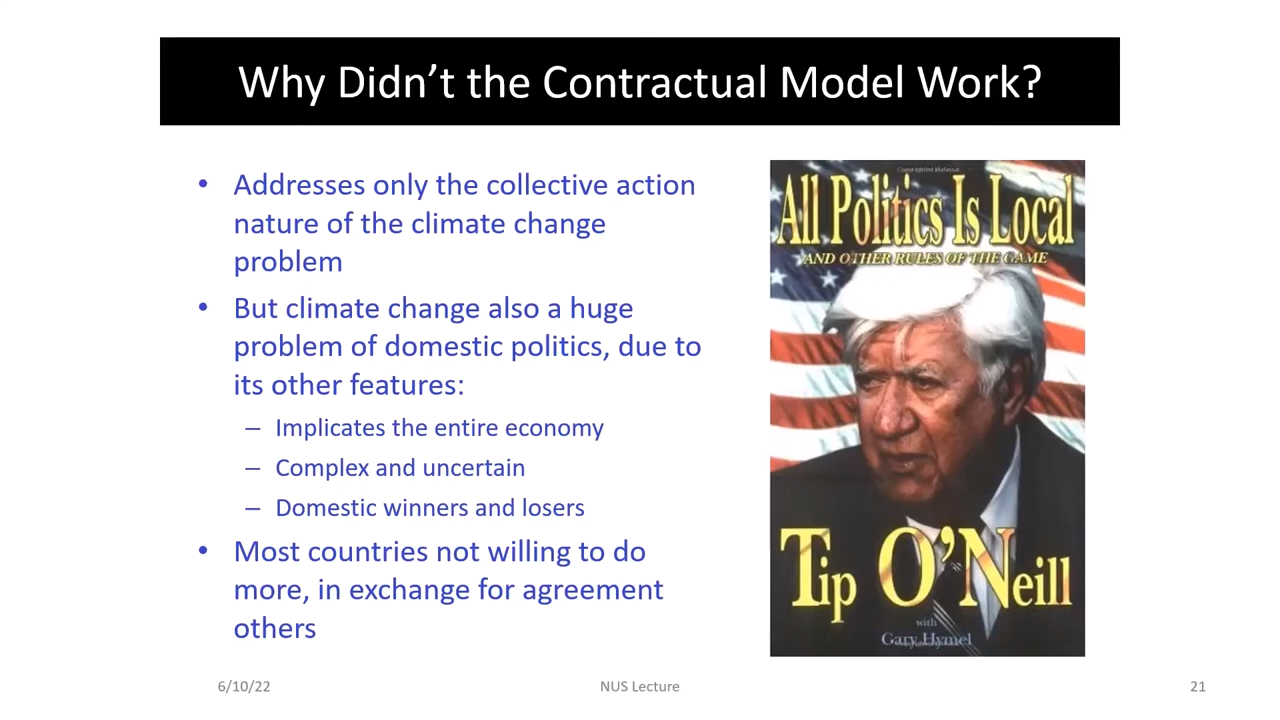 Why Didn’t the Contractual Model Work?
• Addresses only the collective action
nature of the climate change
problem
• But climate change also a huge
problem of domestic politics, due to
its other features:
– Implicates the entire economy
– Complex and uncertain
– Domestic winners and losers
• Most countries not willing to do
more, in exchange for agreement
others
All Politics Is Local
AND OTHER RULES OF THE GAME
Tip O’Neill
with
Gary Hymel
6/10/22
NUS Lecture
21